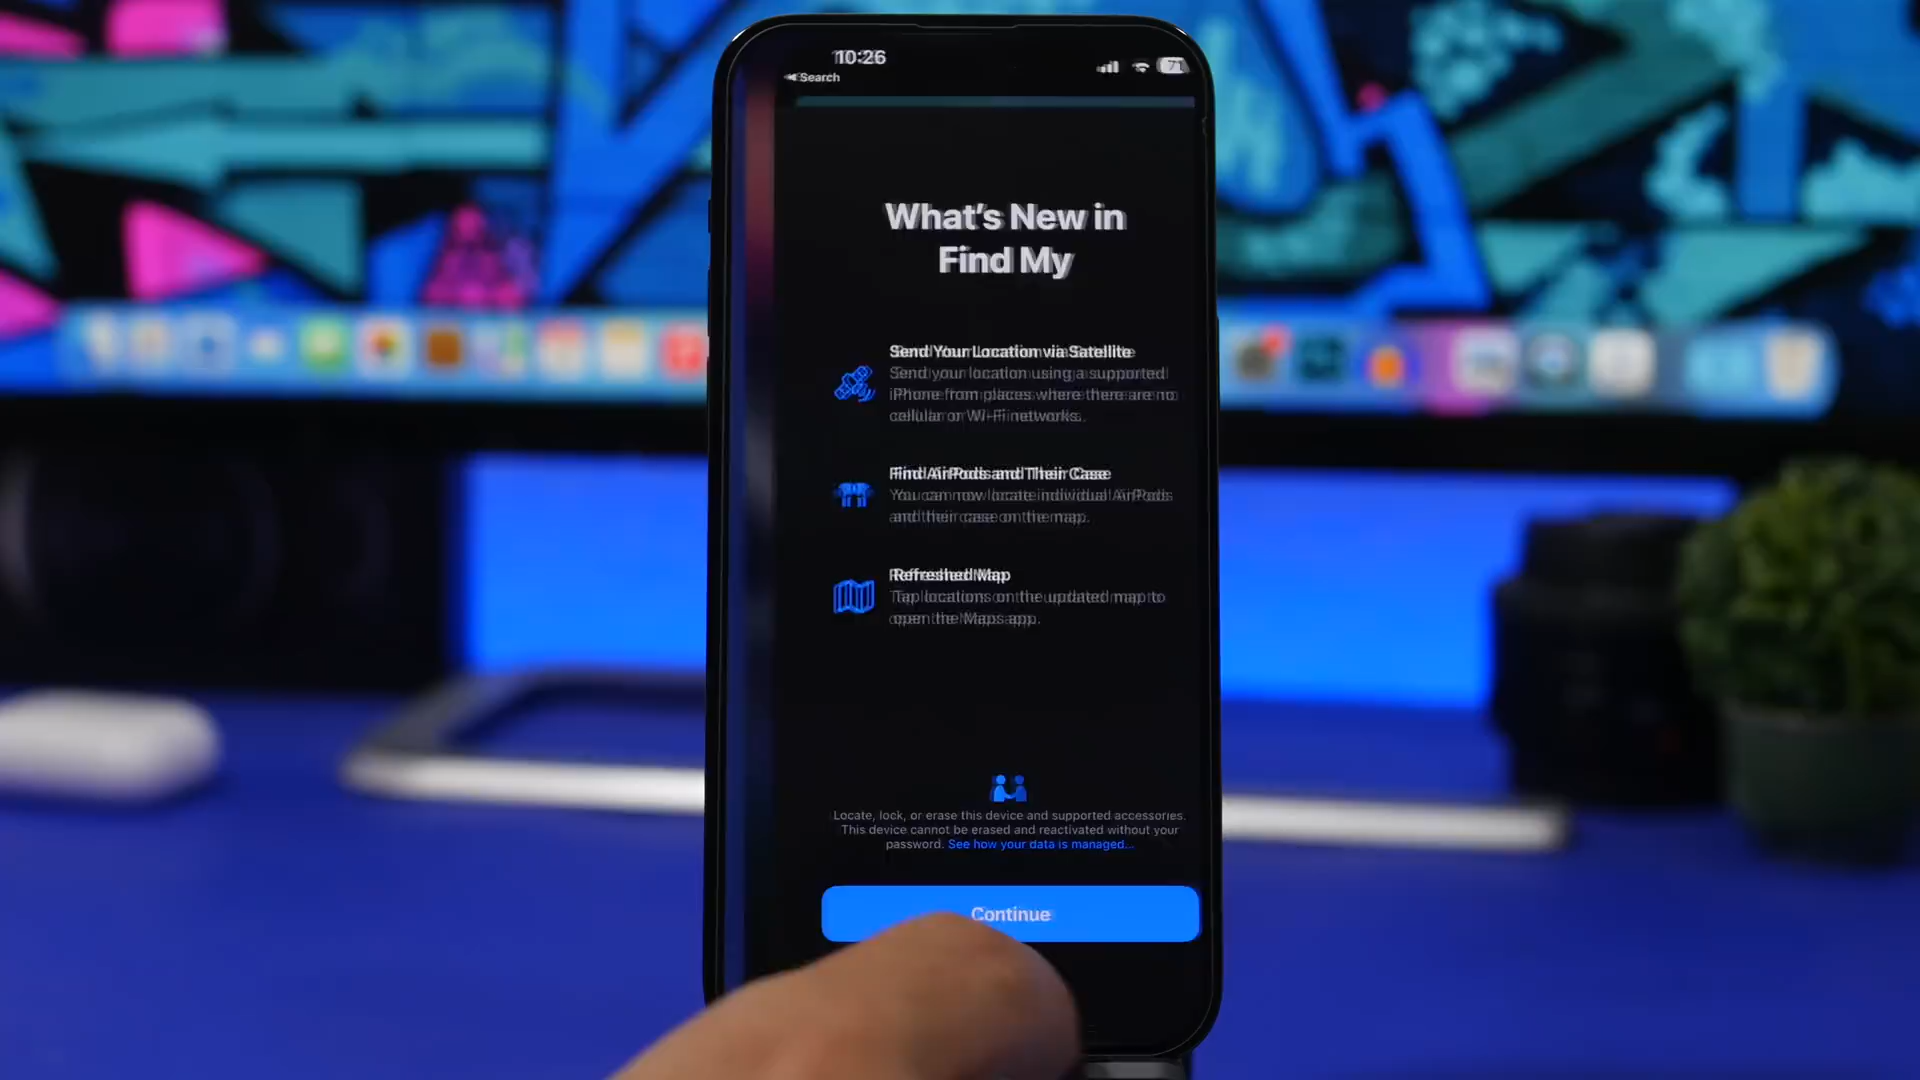 10:26
71
◀ Search
What's New in
Find My
Send Your Location via Satellite
Send your location using a supported
iPhone from places where there are no
cellular or Wi-Fi networks.
Find AirPods and Their Case
You can now locate individual AirPods
and their case on the map.
Refreshed Map
Tap locations on the updated map to
open the Maps app.
Locate, lock, or erase this device and supported accessories.
This device cannot be erased and reactivated without your
password. See how your data is managed...
Continue